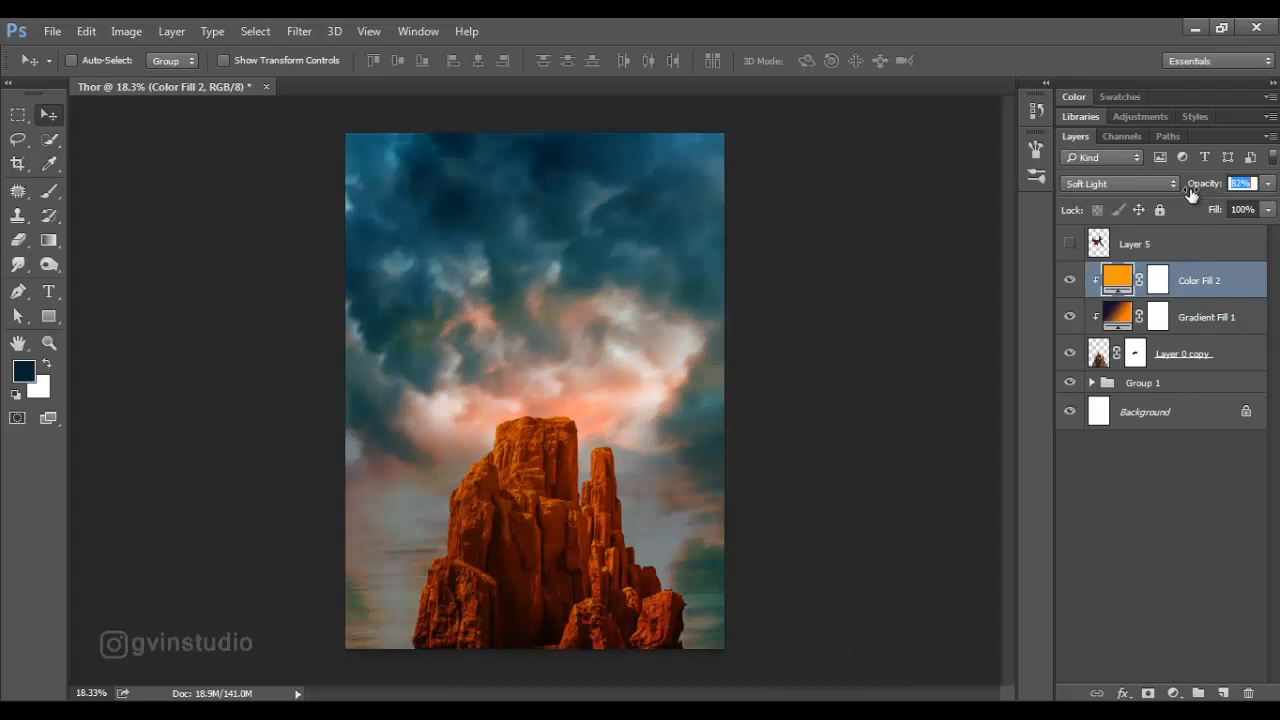 Ps File Edit Image Layer Type Select Filter 3D View Window Help
Auto-Select: Group Show Transform Controls 3D Mode: Essentials
Thor @ 18.3% (Color Fill 2, RGB/8) * ×
Color Swatches
Libraries Adjustments Styles
Layers Channels Paths
Kind
Soft Light Opacity: 82%
Lock: Fill: 100%
Layer 5
Color Fill 2
Gradient Fill 1
Layer 0 copy
Group 1
Background
gvinstudio
18.33% Doc: 18.9M/141.0M